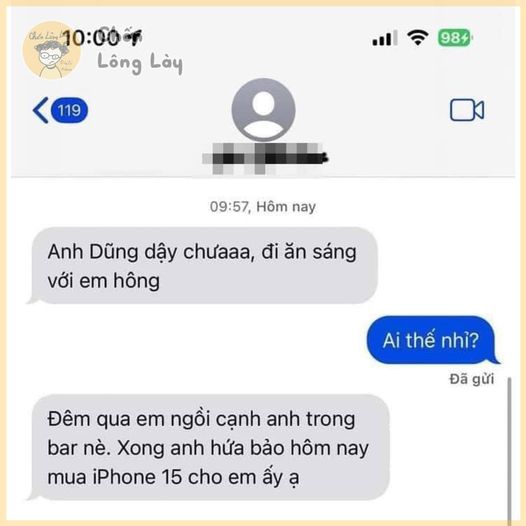 10:00
98
Chốn
Lông Lày
119
09:57, Hôm nay
Anh Dũng dậy chưaaa, đi ăn sáng
với em hông
Ai thế nhỉ?
Đã gửi
Đêm qua em ngồi cạnh anh trong
bar nè. Xong anh hứa bảo hôm nay
mua iPhone 15 cho em ấy ạ